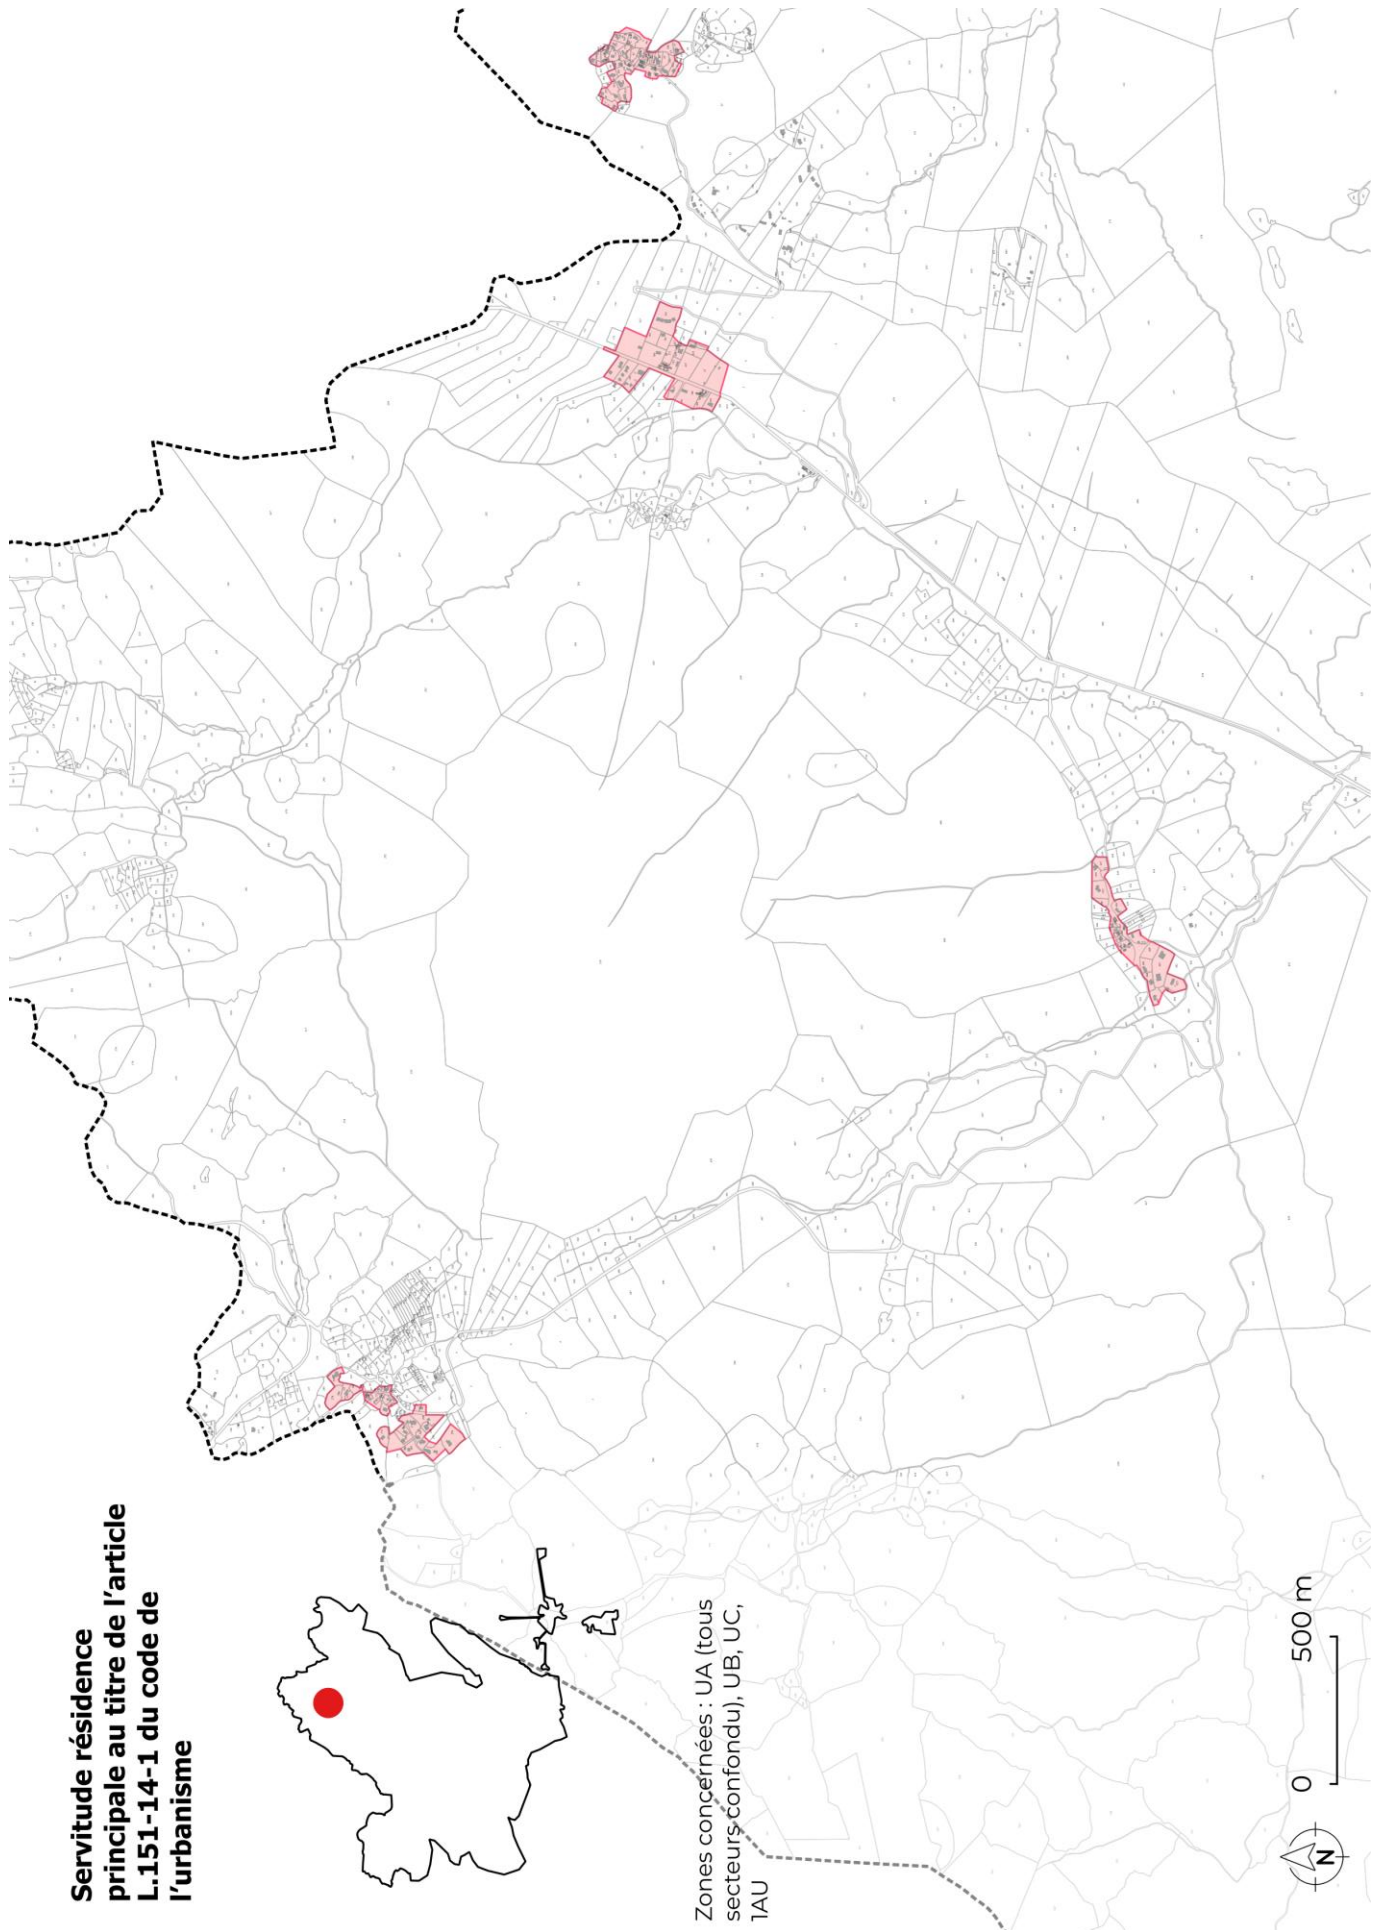 Servitude résidence
principale au titre de l’article
L.151-14-1 du code de
l’urbanisme
Zones concernées : UA (tous
secteurs confondu), UB, UC,
1AU
N
0 500 m